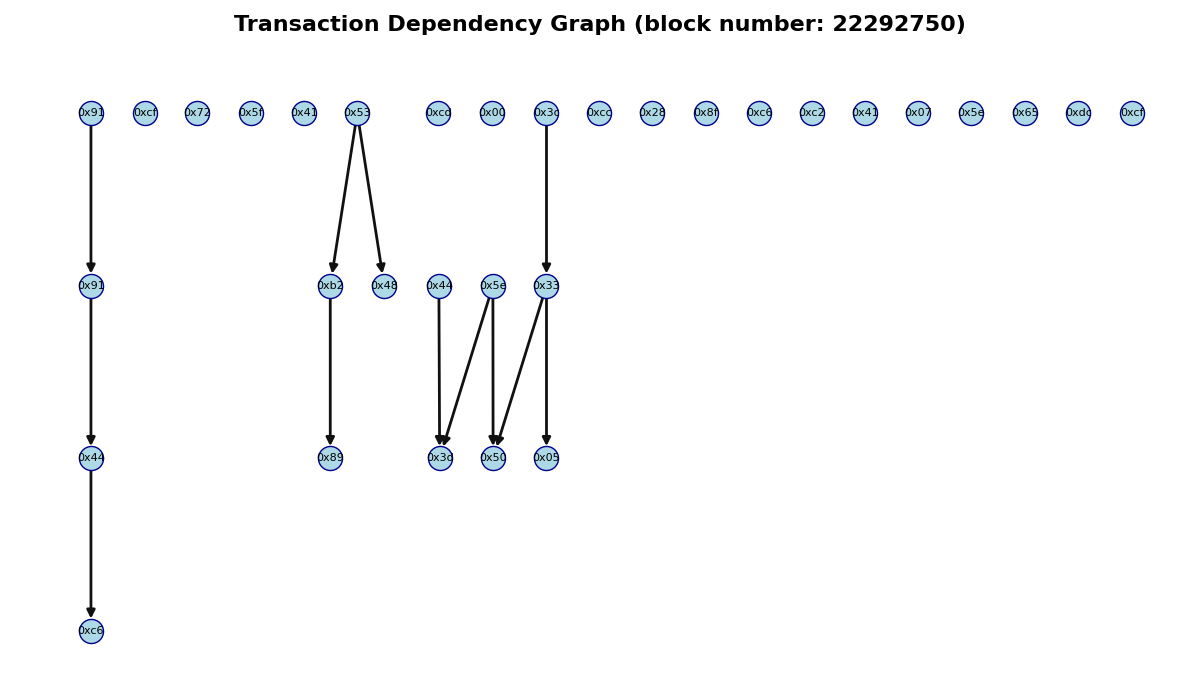 Transaction Dependency Graph (block number: 22292750)
0x91 0xcf 0x72 0x5f 0x41 0x53 0xcd 0x00 0x3c 0xcc 0x28 0x8f 0xc6 0xc2 0x41 0x07 0x5e 0x65 0xdc 0xcf
0x91 0xb2 0x48 0x44 0x5e 0x33
0x44 0x89 0x3d 0x50 0x05
0xc6